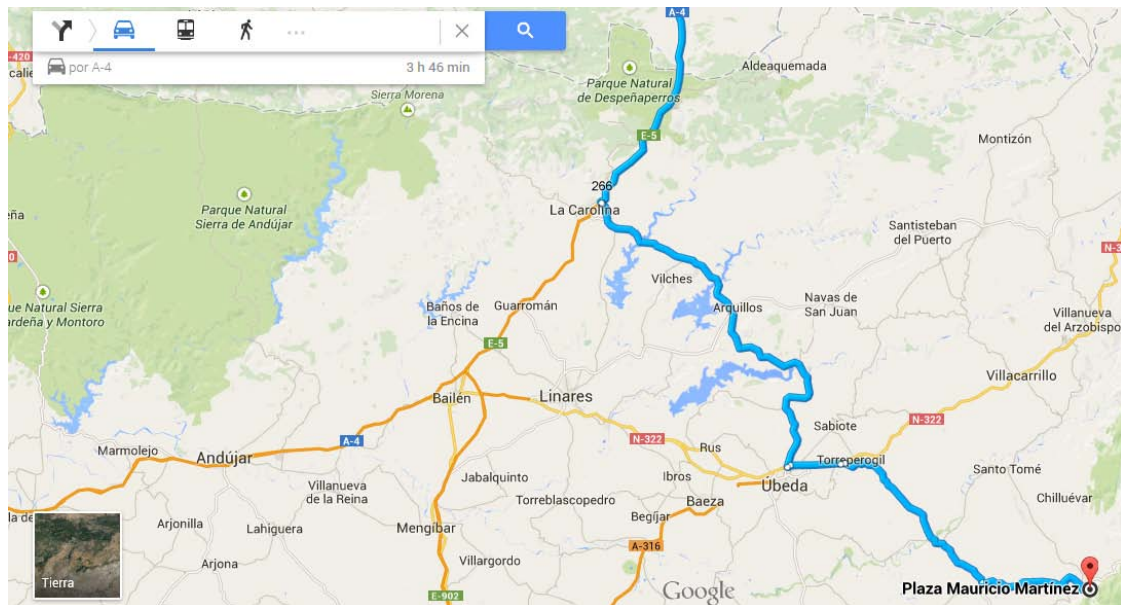 A-4
por A-4
3 h 46 min
-420
Aldeaquemada
Parque Natural
de Despeñaperros
Sierra Morena
E-5
Montizón
266
La Carolina
Parque Natural
Sierra de Andújar
Santisteban
del Puerto
N-3
Vilches
Navas de
San Juan
Arquillos
Baños de
la Encina
Guarromán
ue Natural Sierra
ardeña y Montoro
Villanueva
del Arzobispo
E-5
Villacarrillo
Bailén
Linares
N-322
Sabiote
A-4
N-322
Rus
Marmolejo
Andújar
Torreperogil
Santo Tomé
Jabalquinto
Ibros
Úbeda
Villanueva
de la Reina
Torreblascopedro
Baeza
Chilluévar
Arjonilla
Lahiguera
Mengíbar
Begíjar
A-316
Villargordo
Arjona
Tierra
E-902
Google
Plaza Mauricio Martínez